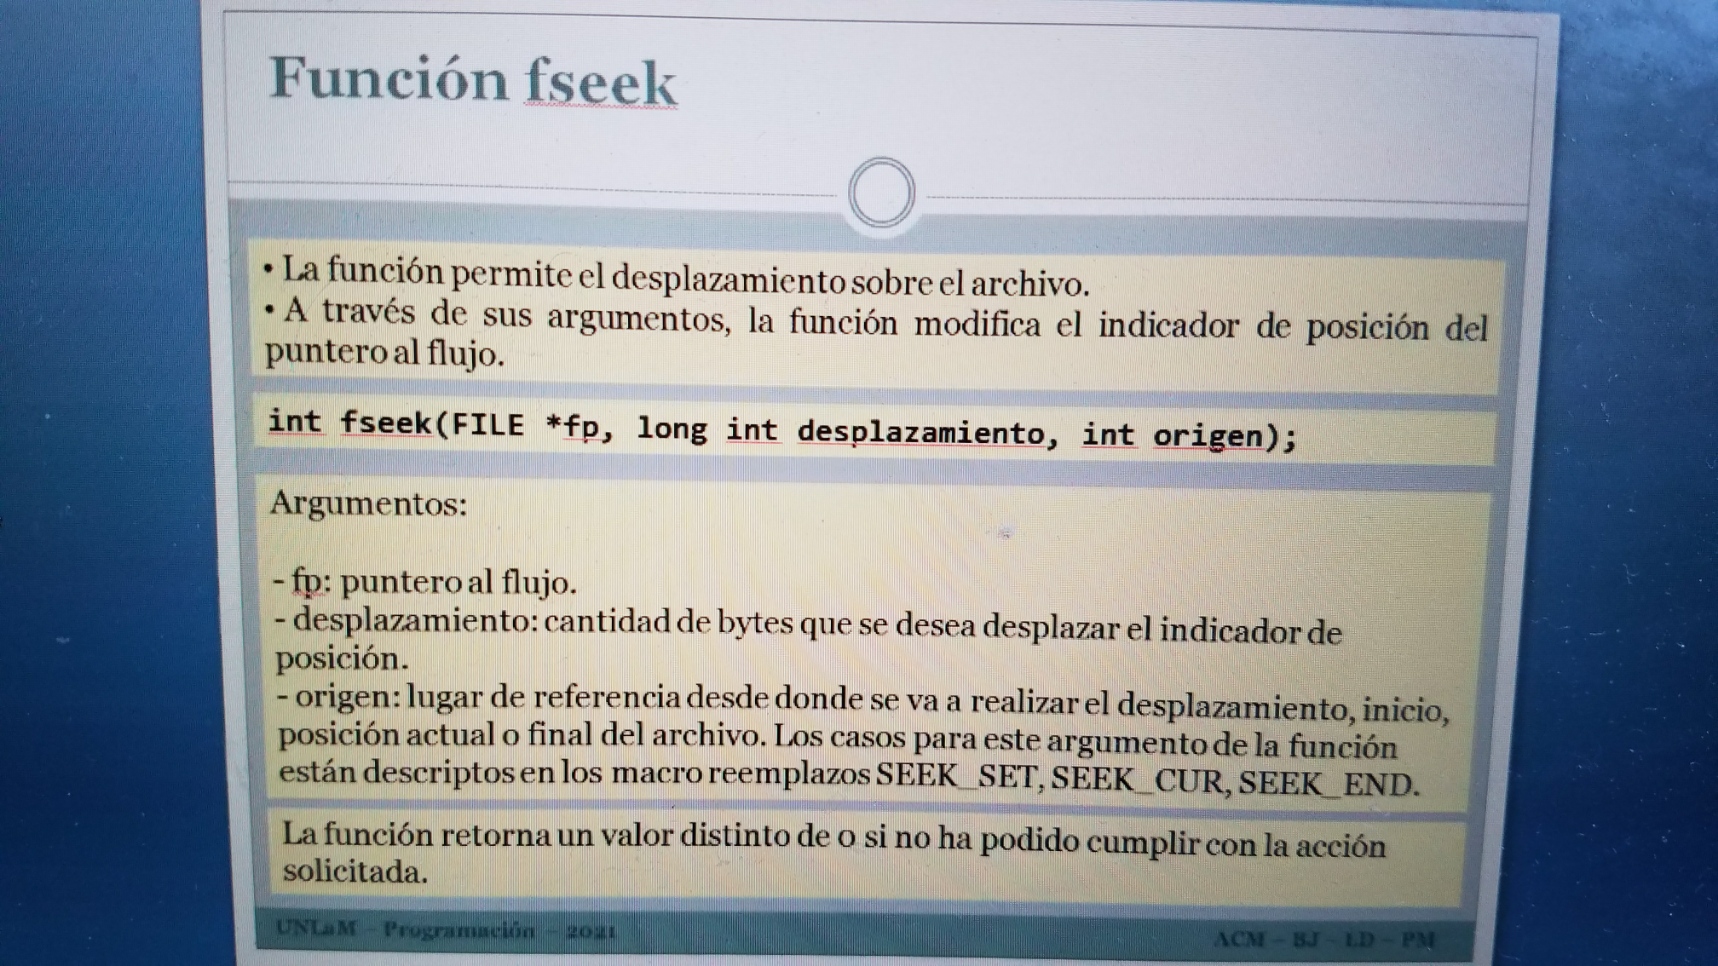 Función fseek
• La función permite el desplazamiento sobre el archivo.
• A través de sus argumentos, la función modifica el indicador de posición del
puntero al flujo.
int fseek(FILE *fp, long int desplazamiento, int origen);
Argumentos:
- fp: puntero al flujo.
- desplazamiento: cantidad de bytes que se desea desplazar el indicador de
posición.
- origen: lugar de referencia desde donde se va a realizar el desplazamiento, inicio,
posición actual o final del archivo. Los casos para este argumento de la función
están descriptos en los macro reemplazos SEEK_SET, SEEK_CUR, SEEK_END.
La función retorna un valor distinto de 0 si no ha podido cumplir con la acción
solicitada.
UNLaM – Programación – 2021
ACM – BJ – LD – PM